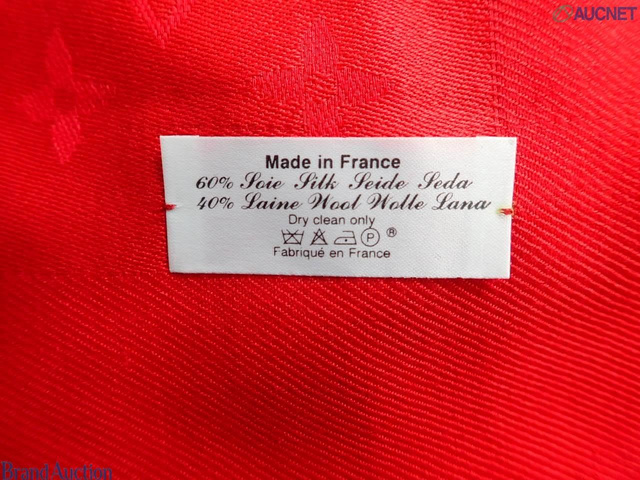 AUCNET
Made in France
60% Soie Silk Seide Seda
40% Laine Wool Wolle Lana
Dry clean only
P ®
Fabriqué en France
Brand Auction